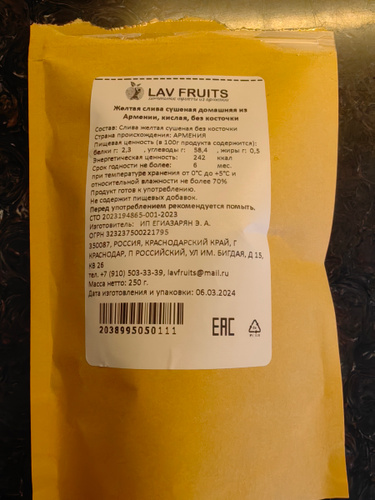 LAV FRUITS
Желтая слива сушеная домашняя из
Армении, кислая, без косточки
Состав: Слива желтая сушеная без косточки
Страна происхождения: АРМЕНИЯ
Пищевая ценность (в 100г продукта содержится):
белки г: 2,3 , углеводы г: 58,4 , жиры г: 0,5
Энергетическая ценность: 242 ккал
Срок годности не более: 6 мес.
при температуре хранения от 0°С до +5°С и
относительной влажности не более 70%
Продукт готов к употреблению.
Не содержит пищевых добавок.
Перед употреблением рекомендуется помыть.
СТО 2023194865-001-2023
Изготовитель: ИП ЕГИАЗАРЯН Э. А.
ОГРН 323237500221795
350087, РОССИЯ, КРАСНОДАРСКИЙ КРАЙ, Г
КРАСНОДАР, П РОССИЙСКИЙ, УЛ ИМ. БИГДАЯ, Д 15,
КВ 26
тел. +7 (910) 503-33-39, lavfruits@mail.ru
Масса нетто: 250 г.
Дата изготовления и упаковки: 06.03.2024
2038995050111
EAC